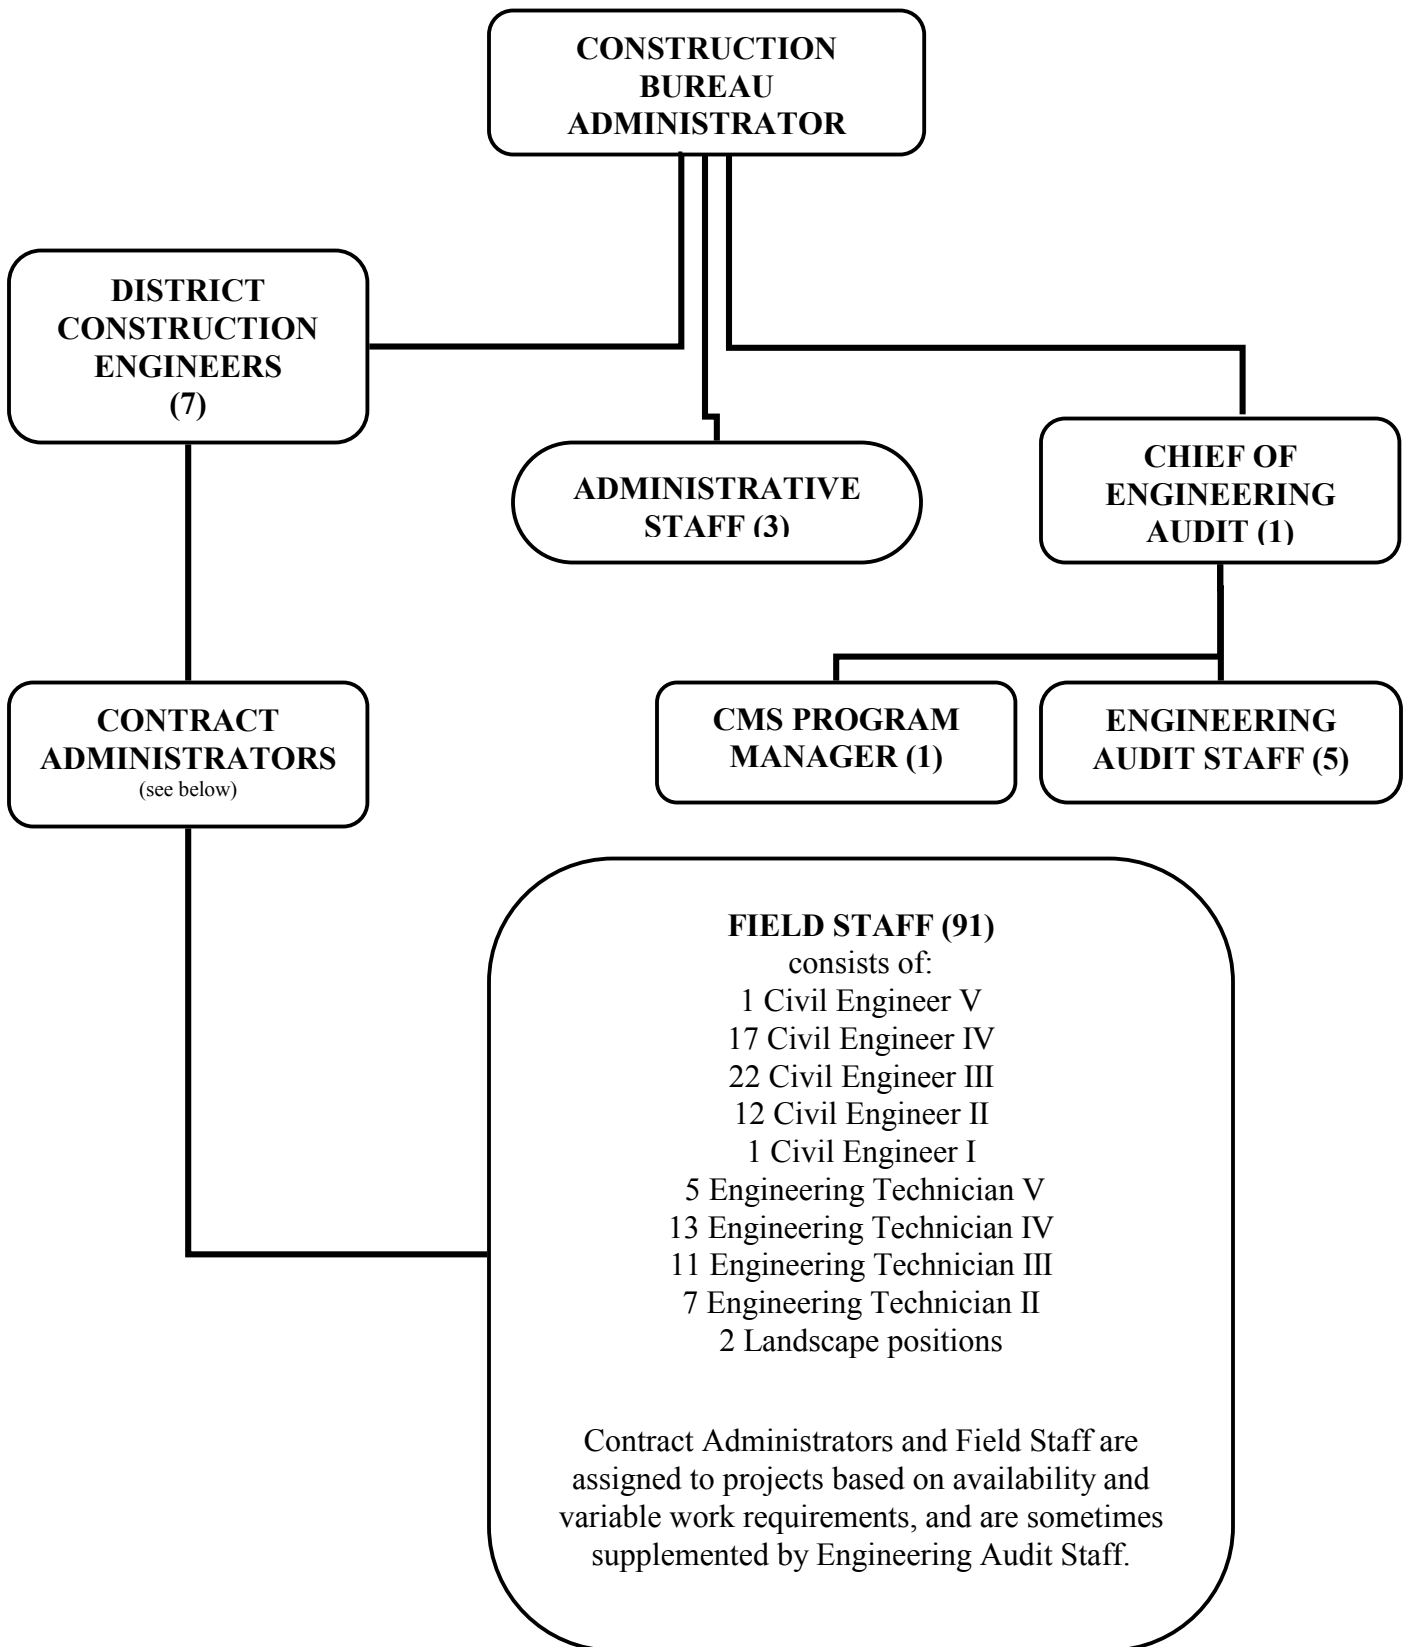 CONSTRUCTION
BUREAU
ADMINISTRATOR
DISTRICT
CONSTRUCTION
ENGINEERS
(7)
ADMINISTRATIVE
STAFF (3)
CHIEF OF
ENGINEERING
AUDIT (1)
CONTRACT
ADMINISTRATORS
(see below)
CMS PROGRAM
MANAGER (1)
ENGINEERING
AUDIT STAFF (5)
FIELD STAFF (91)
consists of:
1 Civil Engineer V
17 Civil Engineer IV
22 Civil Engineer III
12 Civil Engineer II
1 Civil Engineer I
5 Engineering Technician V
13 Engineering Technician IV
11 Engineering Technician III
7 Engineering Technician II
2 Landscape positions
Contract Administrators and Field Staff are
assigned to projects based on availability and
variable work requirements, and are sometimes
supplemented by Engineering Audit Staff.